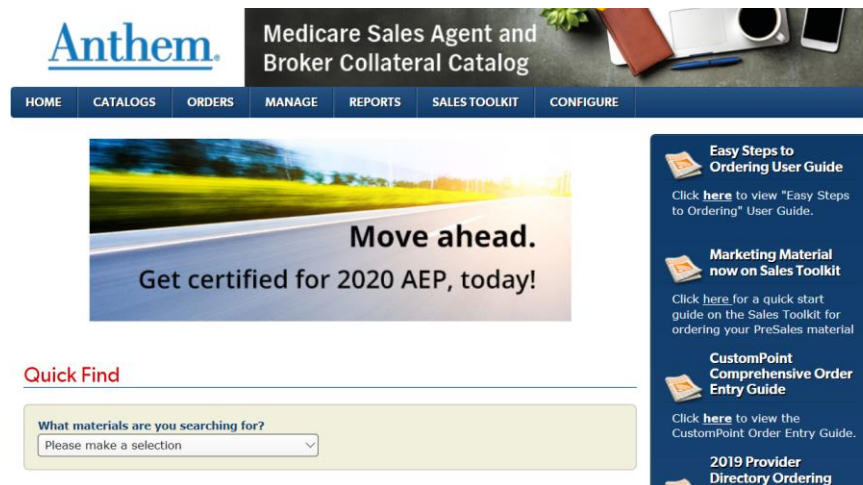 Anthem.
Medicare Sales Agent and
Broker Collateral Catalog
HOME CATALOGS ORDERS MANAGE REPORTS SALES TOOLKIT CONFIGURE
Move ahead.
Get certified for 2020 AEP, today!
Quick Find
What materials are you searching for?
Please make a selection
Easy Steps to
Ordering User Guide
Click here to view "Easy Steps
to Ordering" User Guide.
Marketing Material
now on Sales Toolkit
Click here for a quick start
guide on the Sales Toolkit for
ordering your PreSales material
CustomPoint
Comprehensive Order
Entry Guide
Click here to view the
CustomPoint Order Entry Guide.
2019 Provider
Directory Ordering